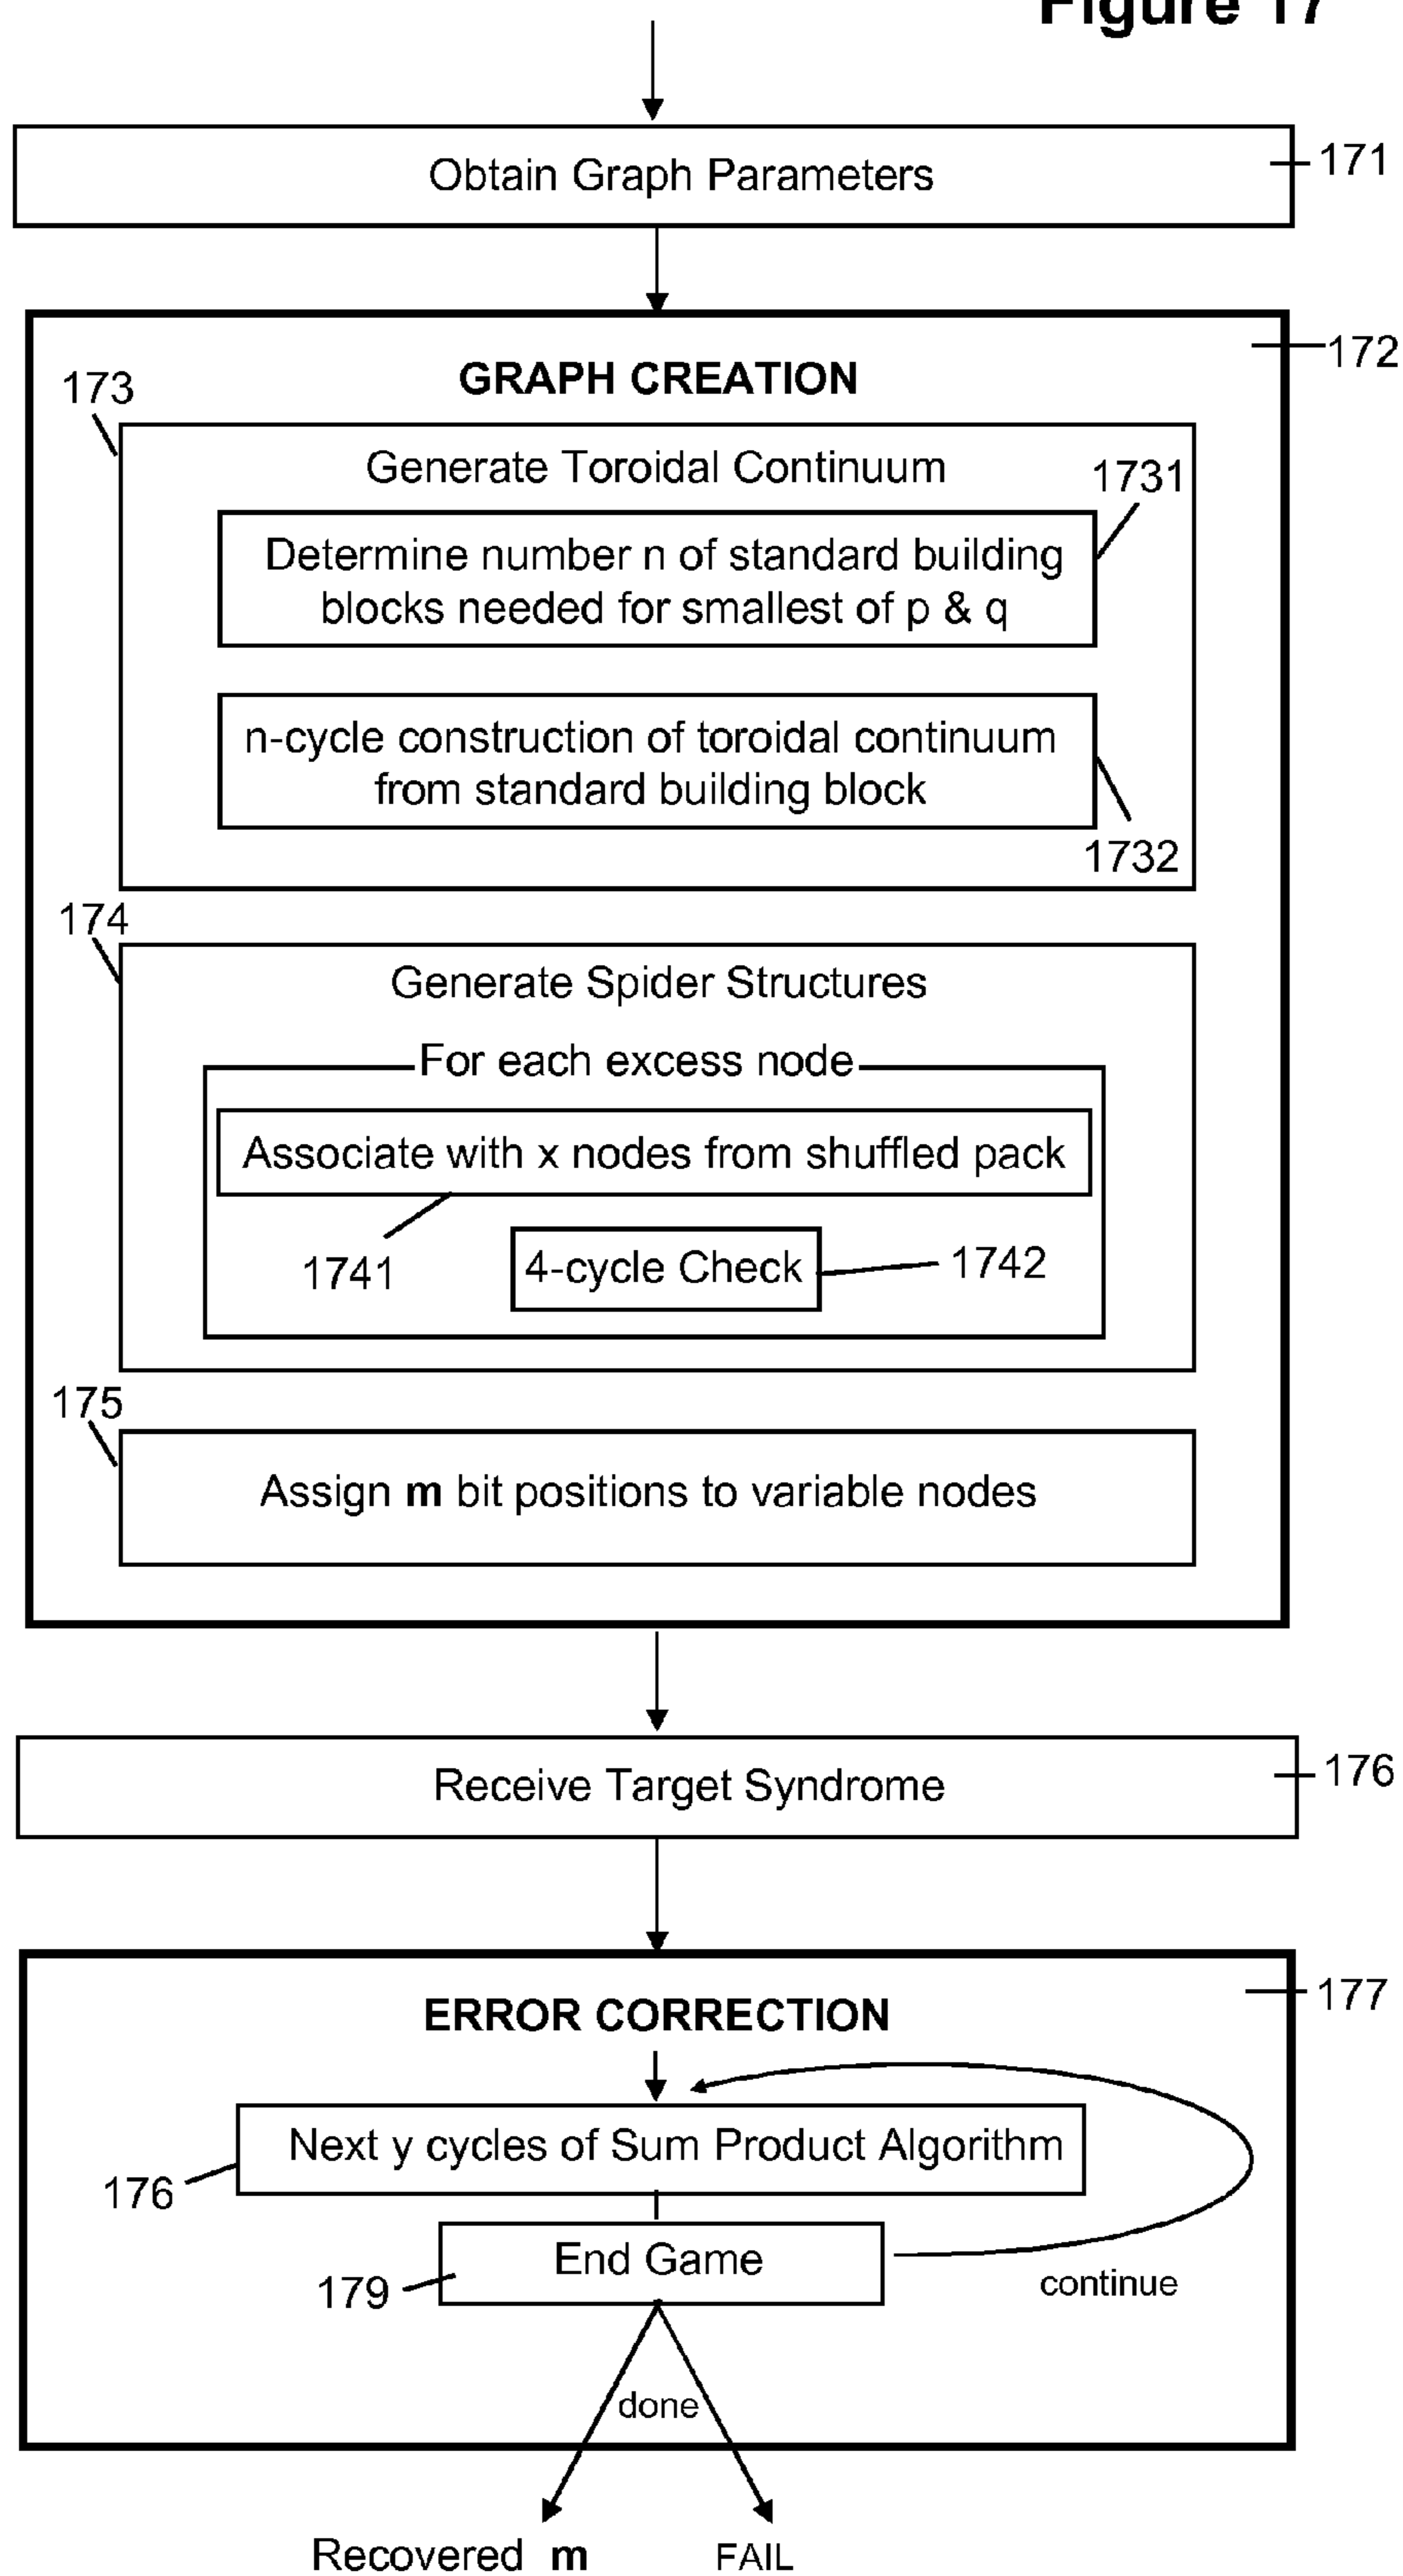 Figure 17
Obtain Graph Parameters
171
172
GRAPH CREATION
173
Generate Toroidal Continuum
1731
Determine number n of standard building
blocks needed for smallest of p & q
n-cycle construction of toroidal continuum
from standard building block
1732
174
Generate Spider Structures
For each excess node
Associate with x nodes from shuffled pack
1741
4-cycle Check
1742
175
Assign m bit positions to variable nodes
Receive Target Syndrome
176
177
ERROR CORRECTION
Next y cycles of Sum Product Algorithm
176
End Game
179
continue
done
Recovered m
FAIL